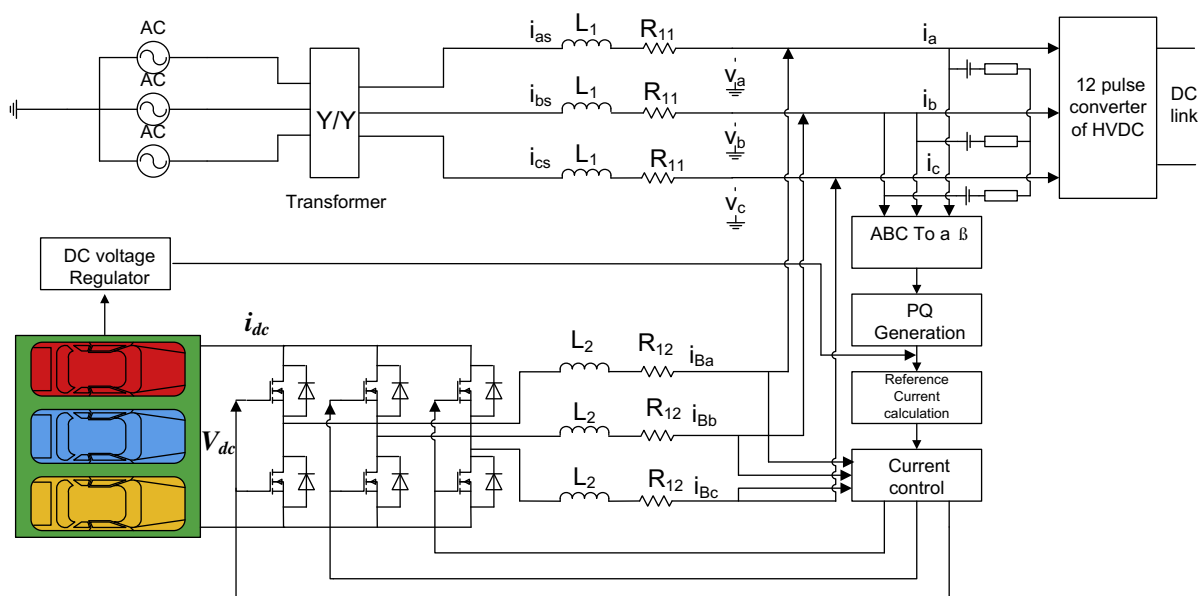 AC
AC
AC
Y/Y
Transformer
i_as
L_1
R_11
i_bs
L_1
R_11
i_cs
L_1
R_11
v_a
v_b
v_c
i_a
i_b
i_c
12 pulse
converter
of HVDC
DC
link
ABC To a ß
PQ
Generation
Reference
Current
calculation
Current
control
DC voltage
Regulator
i_dc
V_dc
L_2
R_12
i_Ba
L_2
R_12
i_Bb
L_2
R_12
i_Bc